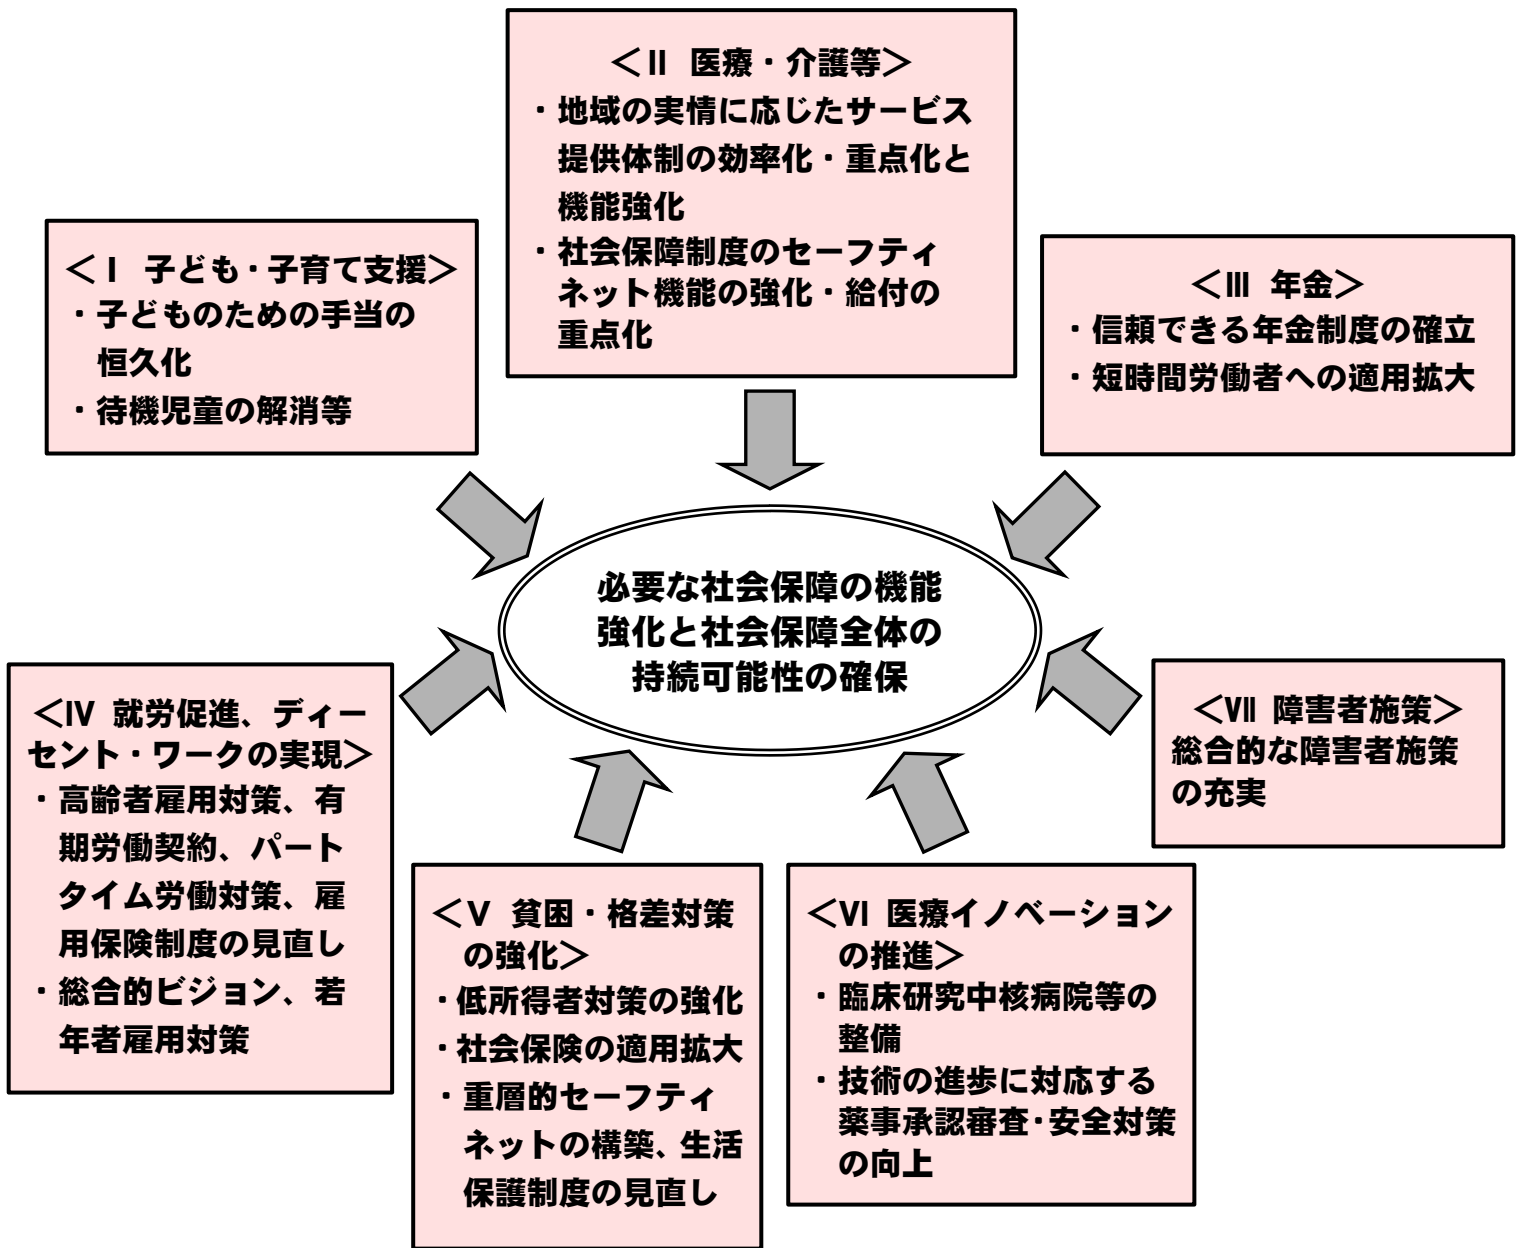 ＜Ⅱ 医療・介護等＞
・地域の実情に応じたサービス
提供体制の効率化・重点化と
機能強化
・社会保障制度のセーフティ
ネット機能の強化・給付の
重点化
＜Ⅰ 子ども・子育て支援＞
・子どものための手当の
恒久化
・待機児童の解消等
＜Ⅲ 年金＞
・信頼できる年金制度の確立
・短時間労働者への適用拡大
必要な社会保障の機能
強化と社会保障全体の
持続可能性の確保
＜Ⅳ 就労促進、ディー
セント・ワークの実現＞
・高齢者雇用対策、有
期労働契約、パート
タイム労働対策、雇
用保険制度の見直し
・総合的ビジョン、若
年者雇用対策
＜Ⅴ 貧困・格差対策
の強化＞
・低所得者対策の強化
・社会保険の適用拡大
・重層的セーフティ
ネットの構築、生活
保護制度の見直し
＜Ⅵ 医療イノベーション
の推進＞
・臨床研究中核病院等の
整備
・技術の進歩に対応する
薬事承認審査・安全対策
の向上
＜Ⅶ 障害者施策＞
総合的な障害者施策
の充実